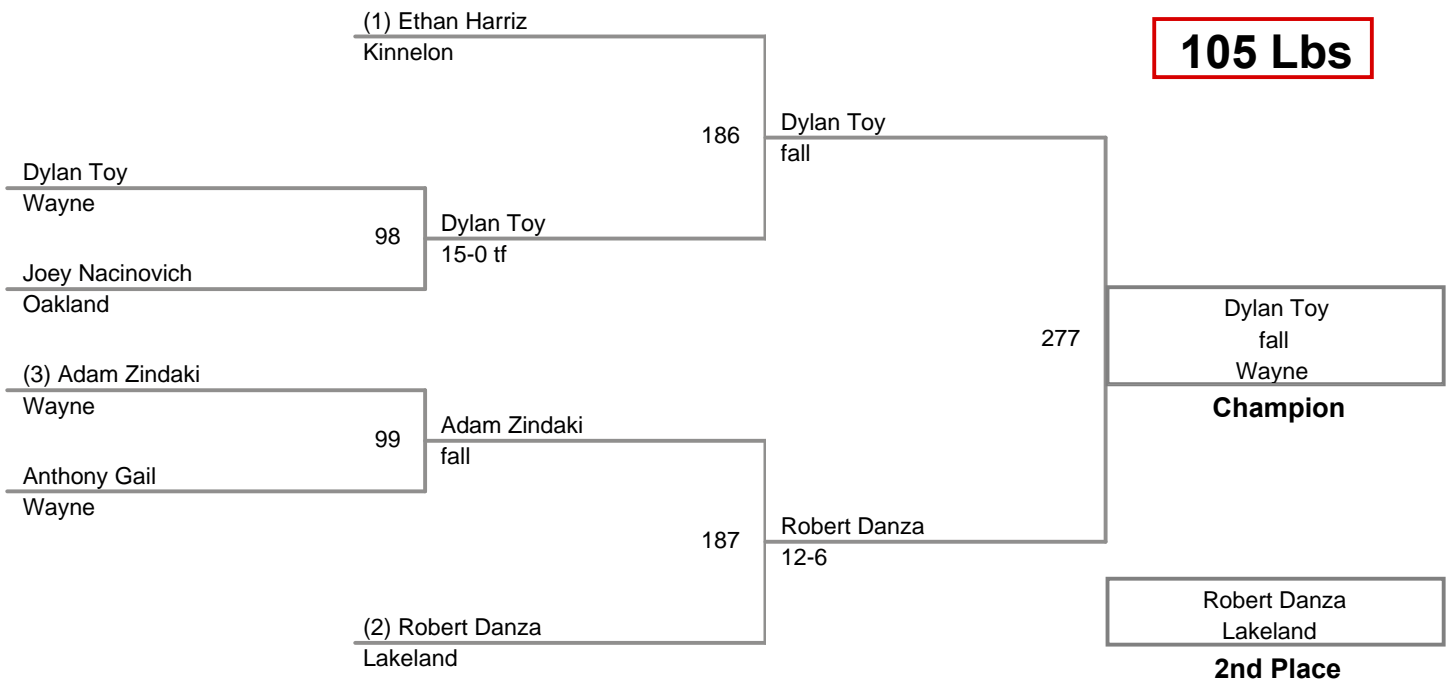 (1) Ethan Harriz
Kinnelon
105 Lbs
186
Dylan Toy
fall
Dylan Toy
Wayne
98
Dylan Toy
15-0 tf
Joey Nacinovich
Oakland
277
Dylan Toy
fall
Wayne
Champion
(3) Adam Zindaki
Wayne
99
Adam Zindaki
fall
Anthony Gail
Wayne
187
Robert Danza
12-6
(2) Robert Danza
Lakeland
Robert Danza
Lakeland
2nd Place